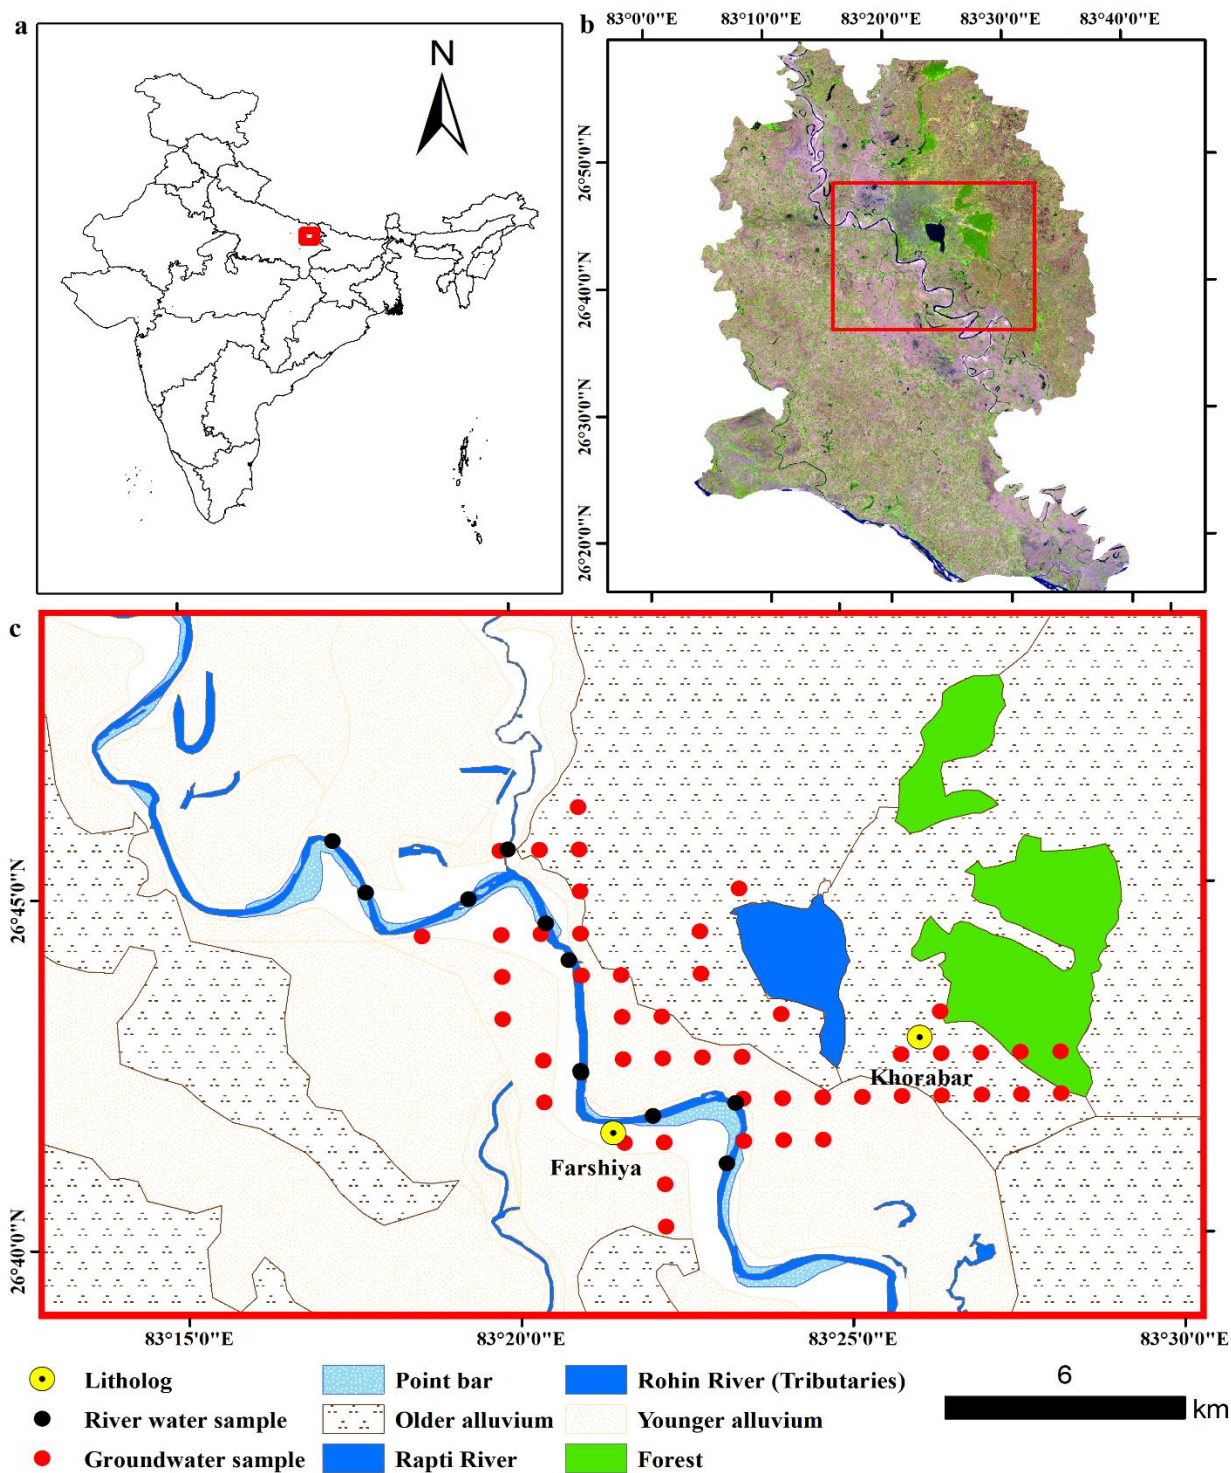 a
N
b
83°0'0"E 83°10'0"E 83°20'0"E 83°30'0"E 83°40'0"E
26°50'0"N
26°40'0"N
26°30'0"N
26°20'0"N
c
26°45'0"N
26°40'0"N
Khorabar
Farshiya
83°15'0"E 83°20'0"E 83°25'0"E 83°30'0"E
Litholog Point bar Rohin River (Tributaries) 6
River water sample Older alluvium Younger alluvium km
Groundwater sample Rapti River Forest